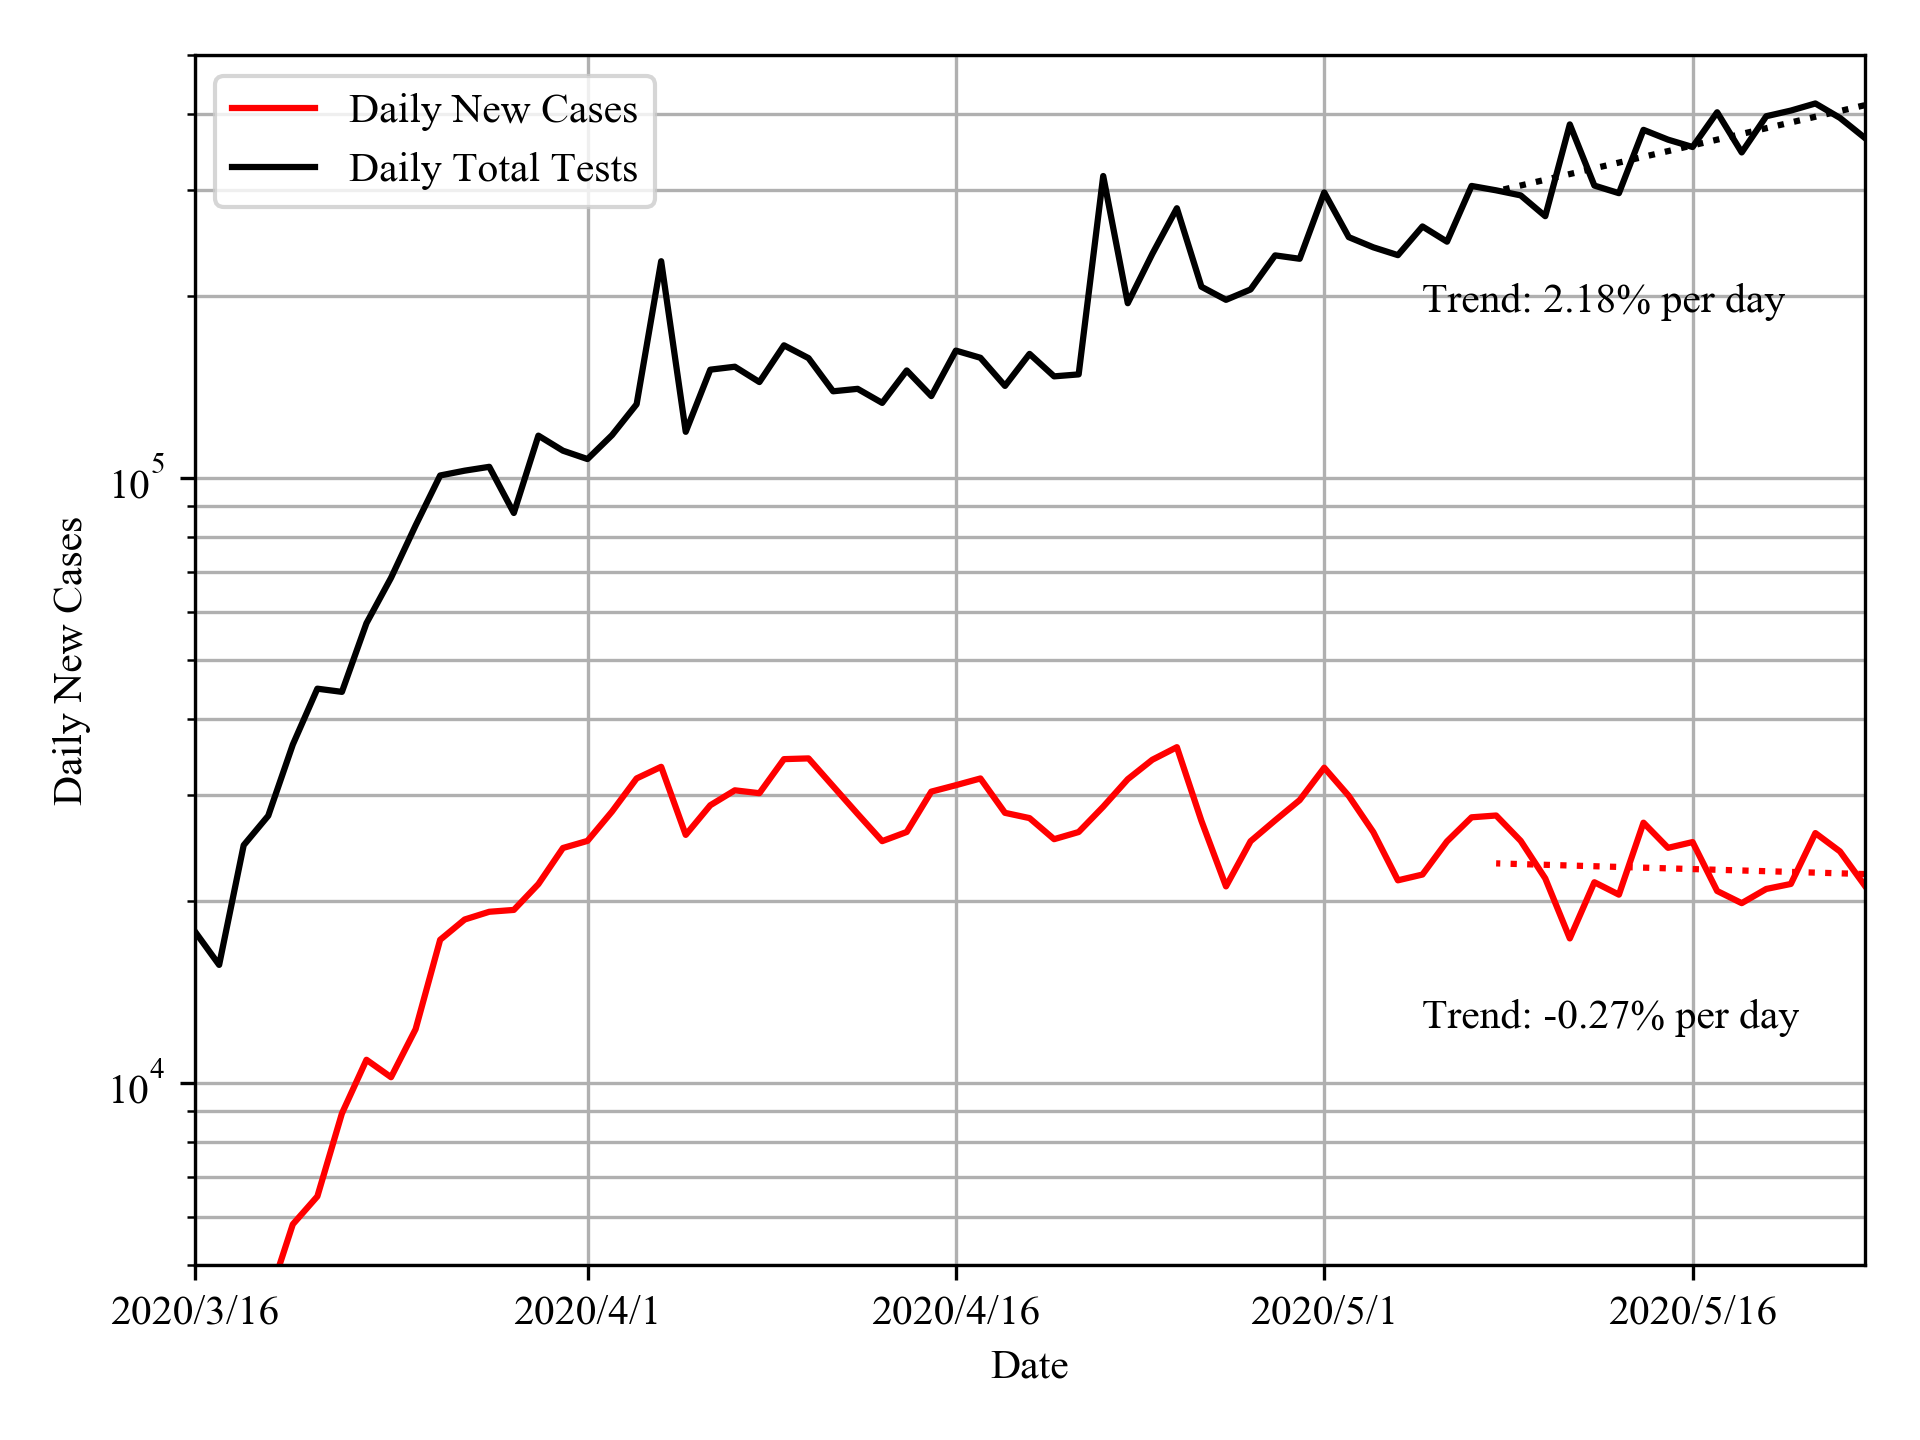 Daily New Cases
Daily Total Tests
Trend: 2.18% per day
10^5
Daily New Cases
Trend: -0.27% per day
10^4
2020/3/16 2020/4/1 2020/4/16 2020/5/1 2020/5/16
Date